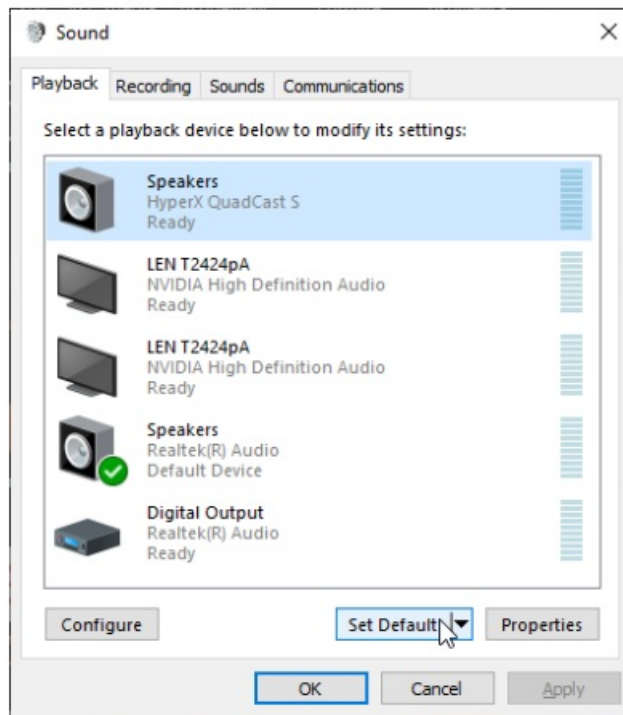 Sound
Playback Recording Sounds Communications
Select a playback device below to modify its settings:
Speakers
HyperX QuadCast S
Ready
LEN T2424pA
NVIDIA High Definition Audio
Ready
LEN T2424pA
NVIDIA High Definition Audio
Ready
Speakers
Realtek(R) Audio
Default Device
Digital Output
Realtek(R) Audio
Ready
Configure Set Default Properties
OK Cancel Apply